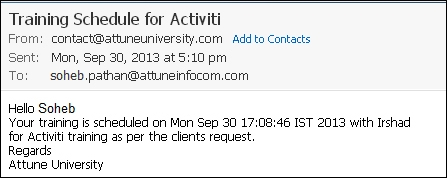 Training Schedule for Activiti
From: contact@attuneuniversity.com Add to Contacts
Sent: Mon, Sep 30, 2013 at 5:10 pm
To: soheb.pathan@attuneinfocom.com
Hello Soheb
Your training is scheduled on Mon Sep 30 17:08:46 IST 2013 with Irshad
for Activiti training as per the clients request.
Regards
Attune University